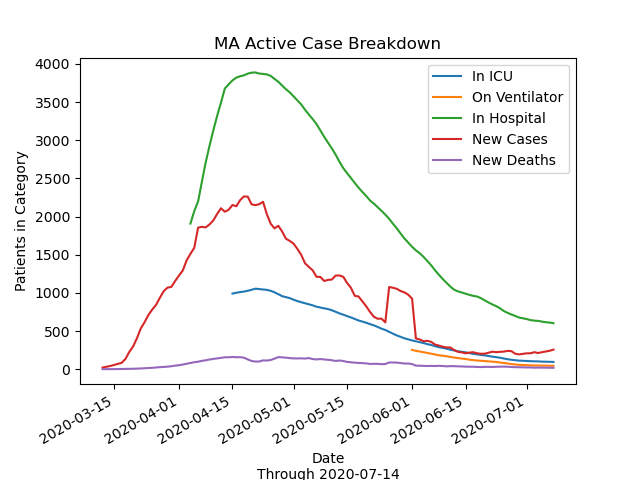 MA Active Case Breakdown
Patients in Category
4000
3500
3000
2500
2000
1500
1000
500
0
In ICU
On Ventilator
In Hospital
New Cases
New Deaths
2020-03-15
2020-04-01
2020-04-15
2020-05-01
2020-05-15
2020-06-01
2020-06-15
2020-07-01
Date
Through 2020-07-14